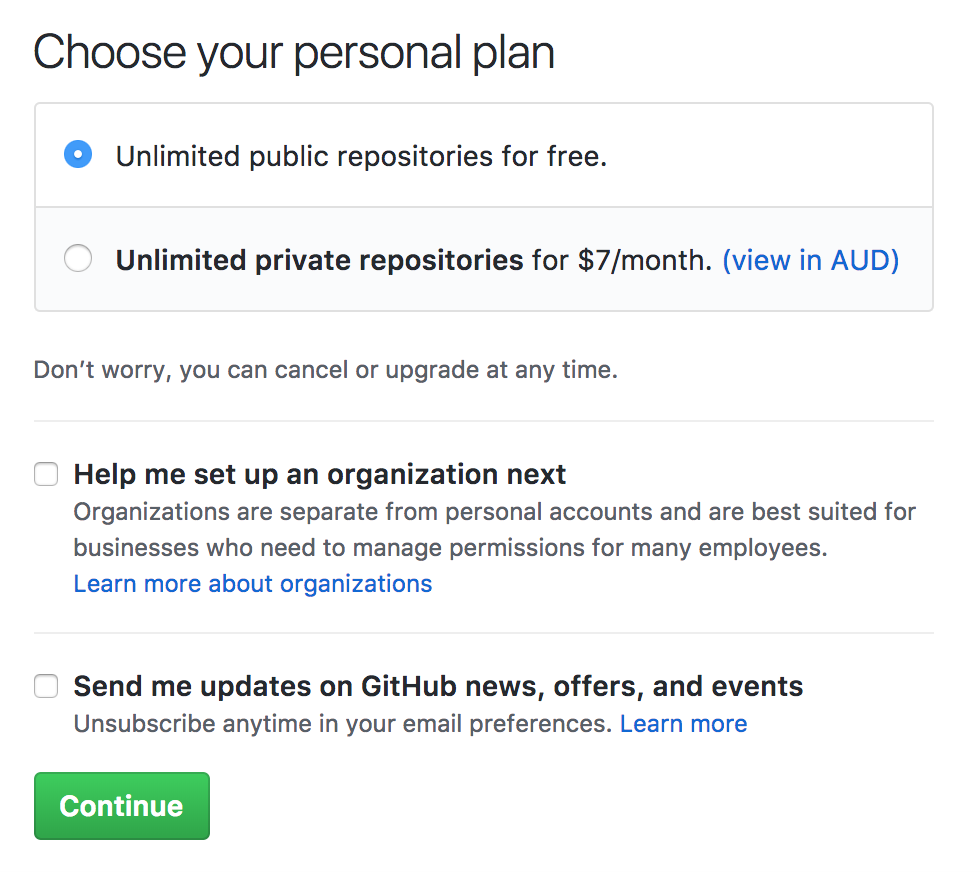 Choose your personal plan
Unlimited public repositories for free.
Unlimited private repositories for $7/month. (view in AUD)
Don’t worry, you can cancel or upgrade at any time.
Help me set up an organization next
Organizations are separate from personal accounts and are best suited for
businesses who need to manage permissions for many employees.
Learn more about organizations
Send me updates on GitHub news, offers, and events
Unsubscribe anytime in your email preferences. Learn more
Continue